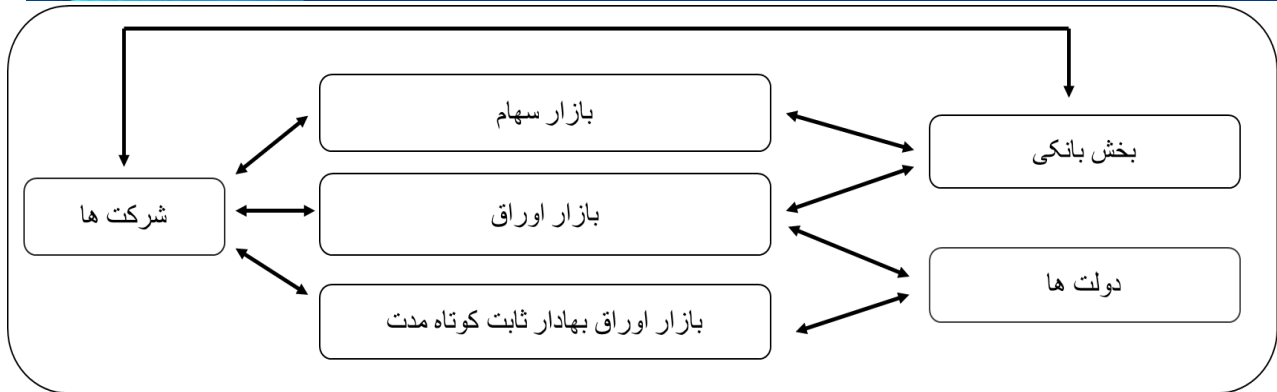 بازار سهام
بخش بانکی
شرکت ها
بازار اوراق
دولت ها
بازار اوراق بهادار ثابت کوتاه مدت